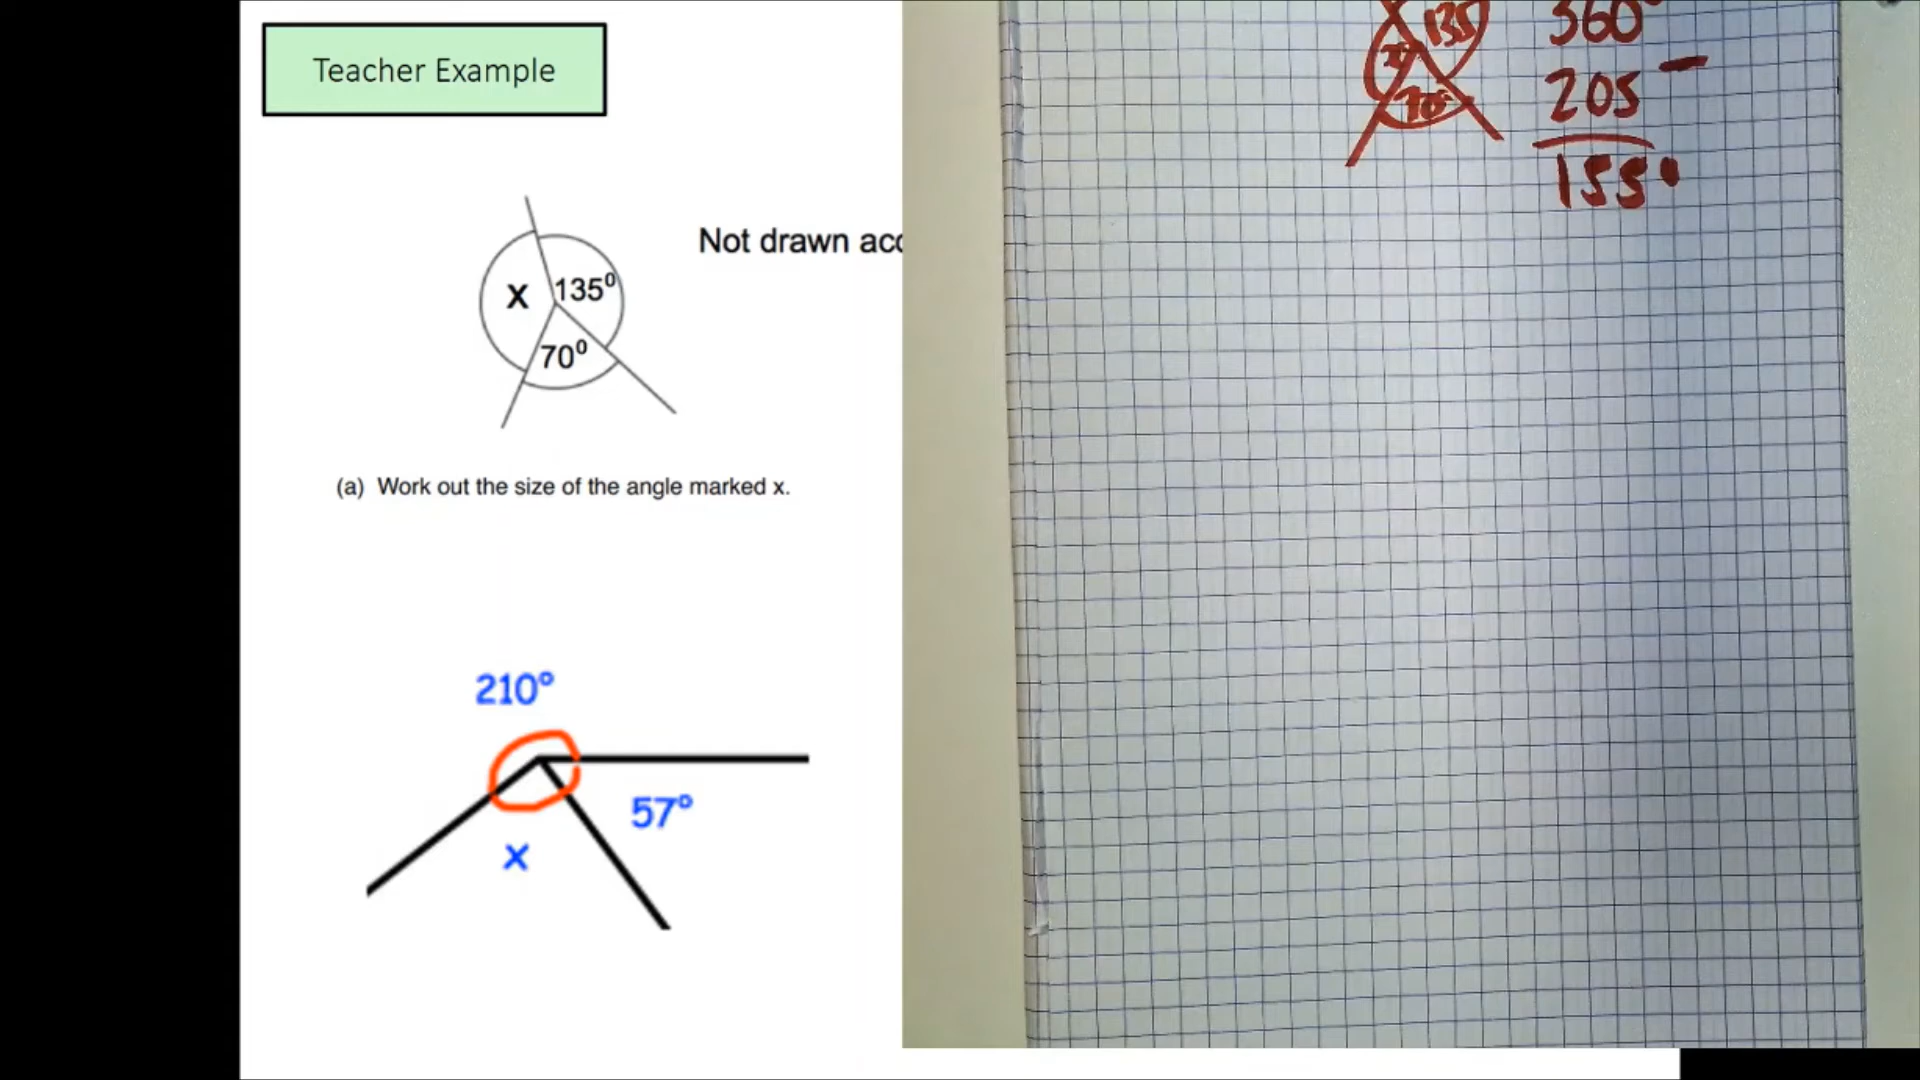 Teacher Example
Not drawn acc
x 135⁰
70⁰
(a) Work out the size of the angle marked x.
210°
57°
x
135
70°
360°
205 -
155°